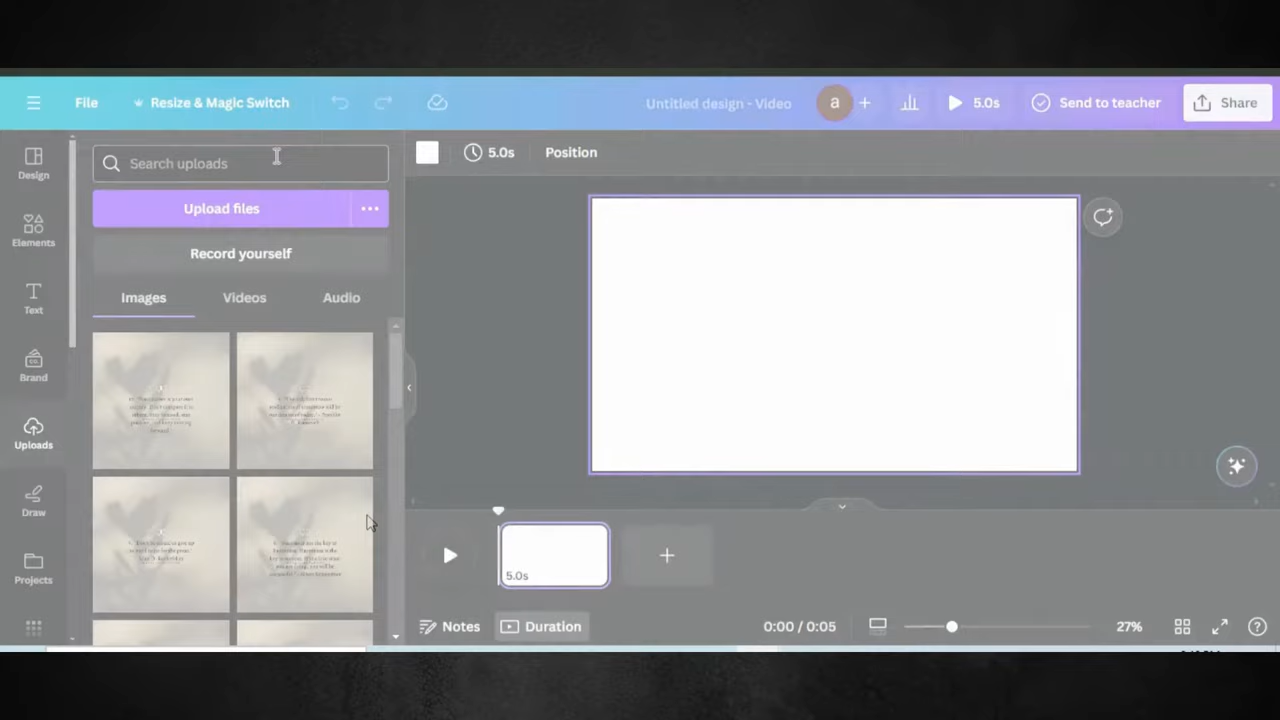 File
Resize & Magic Switch
Untitled design - Video
a
5.0s
Send to teacher
Share
Design
Elements
Text
Brand
Uploads
Draw
Projects
Search uploads
Upload files
Record yourself
Images
Videos
Audio
5.0s
Position
5.0s
Notes
Duration
0:00 / 0:05
27%